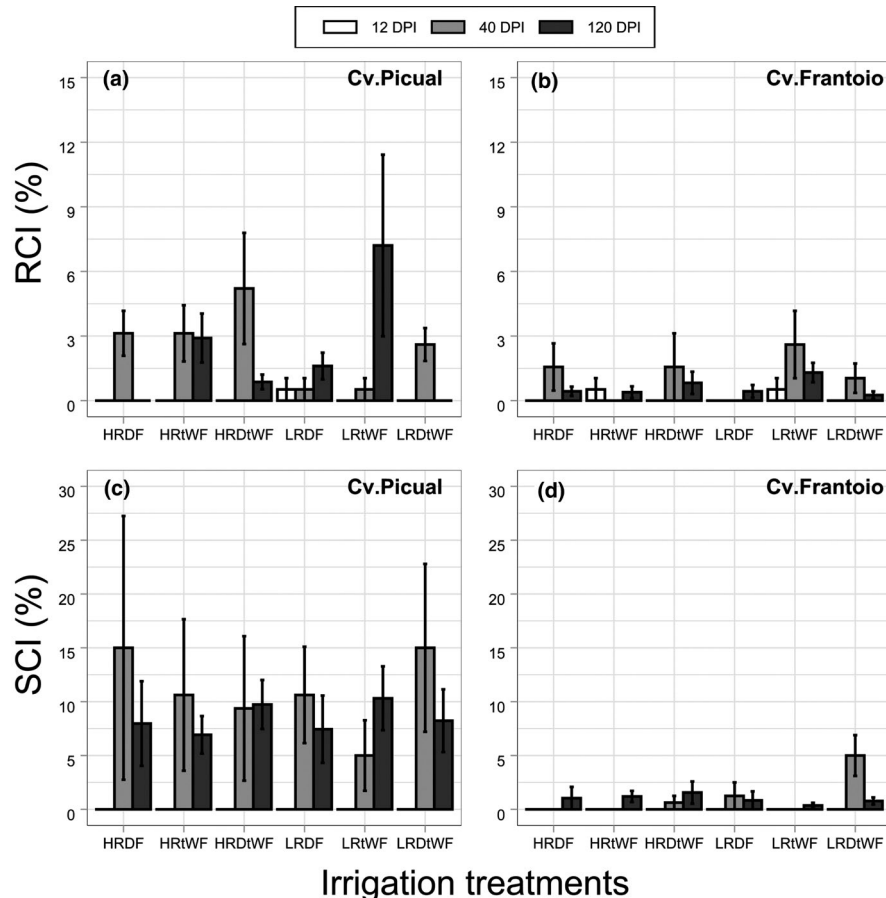 12 DPI 40 DPI 120 DPI
(a) Cv.Picual
(b) Cv.Frantoio
RCI (%)
15
12
9
6
3
0
15
12
9
6
3
0
HRDF HRtWF HRDtWF LRDF LRtWF LRDtWF
HRDF HRtWF HRDtWF LRDF LRtWF LRDtWF
(c) Cv.Picual
(d) Cv.Frantoio
SCI (%)
30
25
20
15
10
5
0
30
25
20
15
10
5
0
HRDF HRtWF HRDtWF LRDF LRtWF LRDtWF
HRDF HRtWF HRDtWF LRDF LRtWF LRDtWF
Irrigation treatments